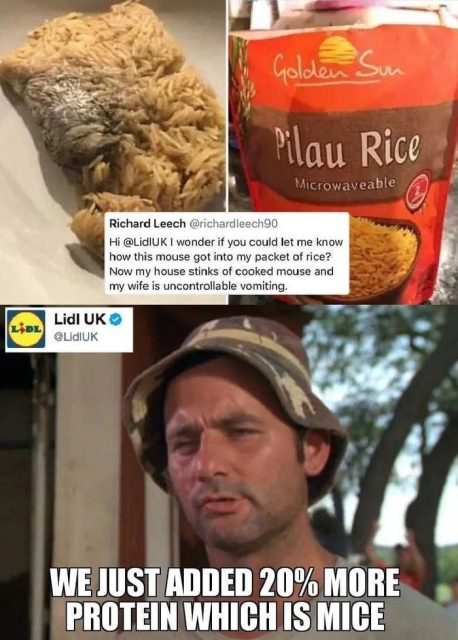 Golden Sun
Pilau Rice
Microwaveable
Richard Leech @richardleech90
Hi @LidlUK I wonder if you could let me know
how this mouse got into my packet of rice?
Now my house stinks of cooked mouse and
my wife is uncontrollable vomiting.
LiDL
Lidl UK
@LidlUK
WE JUST ADDED 20% MORE
PROTEIN WHICH IS MICE